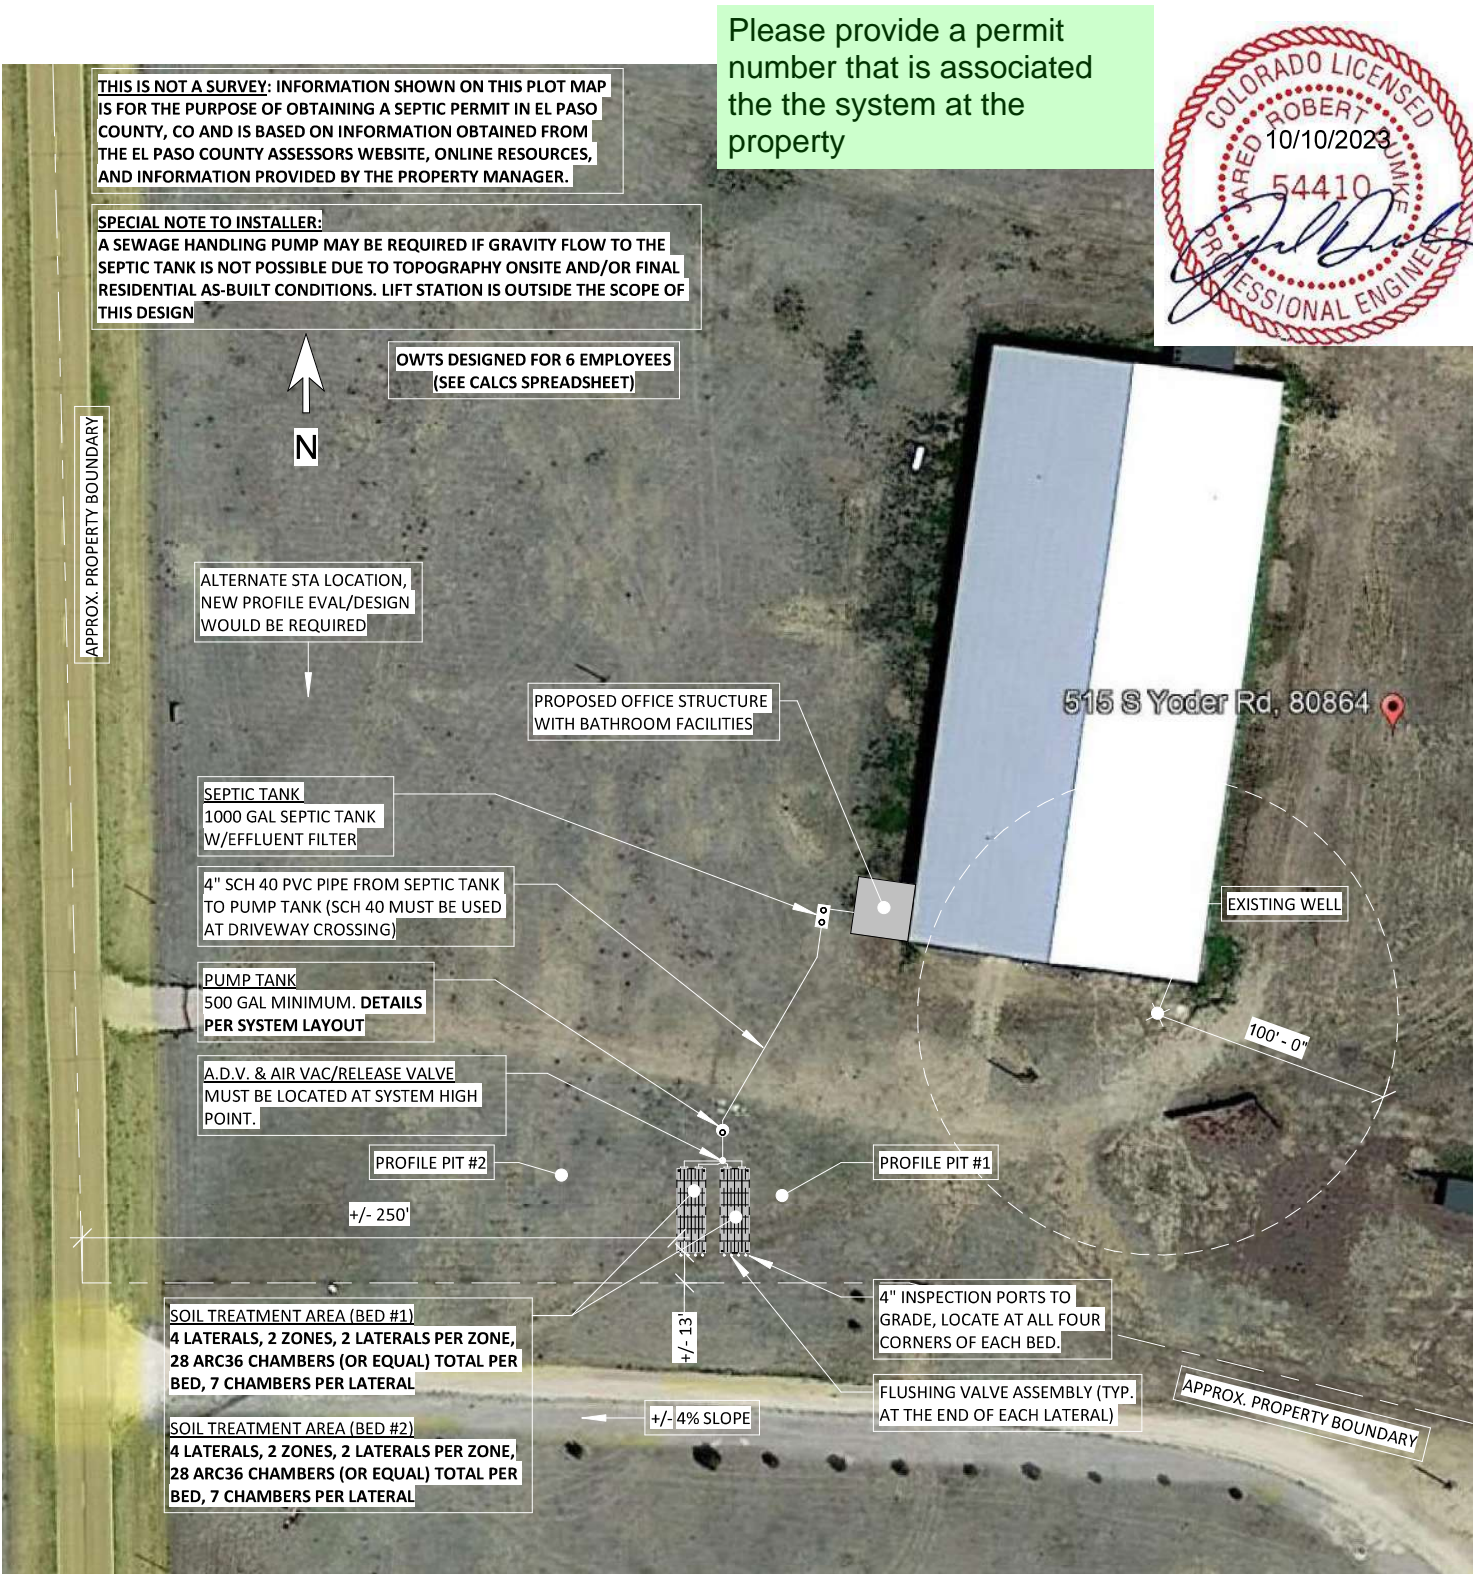 Please provide a permit
number that is associated
the the system at the
property
COLORADO LICENSED
JARED ROBERT DUMKE
10/10/2023
54410
PROFESSIONAL ENGINEER
THIS IS NOT A SURVEY: INFORMATION SHOWN ON THIS PLOT MAP
IS FOR THE PURPOSE OF OBTAINING A SEPTIC PERMIT IN EL PASO
COUNTY, CO AND IS BASED ON INFORMATION OBTAINED FROM
THE EL PASO COUNTY ASSESSORS WEBSITE, ONLINE RESOURCES,
AND INFORMATION PROVIDED BY THE PROPERTY MANAGER.
SPECIAL NOTE TO INSTALLER:
A SEWAGE HANDLING PUMP MAY BE REQUIRED IF GRAVITY FLOW TO THE
SEPTIC TANK IS NOT POSSIBLE DUE TO TOPOGRAPHY ONSITE AND/OR FINAL
RESIDENTIAL AS-BUILT CONDITIONS. LIFT STATION IS OUTSIDE THE SCOPE OF
THIS DESIGN
OWTS DESIGNED FOR 6 EMPLOYEES
(SEE CALCS SPREADSHEET)
N
APPROX. PROPERTY BOUNDARY
ALTERNATE STA LOCATION,
NEW PROFILE EVAL/DESIGN
WOULD BE REQUIRED
PROPOSED OFFICE STRUCTURE
WITH BATHROOM FACILITIES
515 S Yoder Rd, 80864
SEPTIC TANK
1000 GAL SEPTIC TANK
W/EFFLUENT FILTER
4" SCH 40 PVC PIPE FROM SEPTIC TANK
TO PUMP TANK (SCH 40 MUST BE USED
AT DRIVEWAY CROSSING)
EXISTING WELL
PUMP TANK
500 GAL MINIMUM. DETAILS
PER SYSTEM LAYOUT
100' - 0"
A.D.V. & AIR VAC/RELEASE VALVE
MUST BE LOCATED AT SYSTEM HIGH
POINT.
PROFILE PIT #2
PROFILE PIT #1
+/- 250'
SOIL TREATMENT AREA (BED #1)
4 LATERALS, 2 ZONES, 2 LATERALS PER ZONE,
28 ARC36 CHAMBERS (OR EQUAL) TOTAL PER
BED, 7 CHAMBERS PER LATERAL
+/- 13'
4" INSPECTION PORTS TO
GRADE, LOCATE AT ALL FOUR
CORNERS OF EACH BED.
FLUSHING VALVE ASSEMBLY (TYP.
AT THE END OF EACH LATERAL)
APPROX. PROPERTY BOUNDARY
+/- 4% SLOPE
SOIL TREATMENT AREA (BED #2)
4 LATERALS, 2 ZONES, 2 LATERALS PER ZONE,
28 ARC36 CHAMBERS (OR EQUAL) TOTAL PER
BED, 7 CHAMBERS PER LATERAL